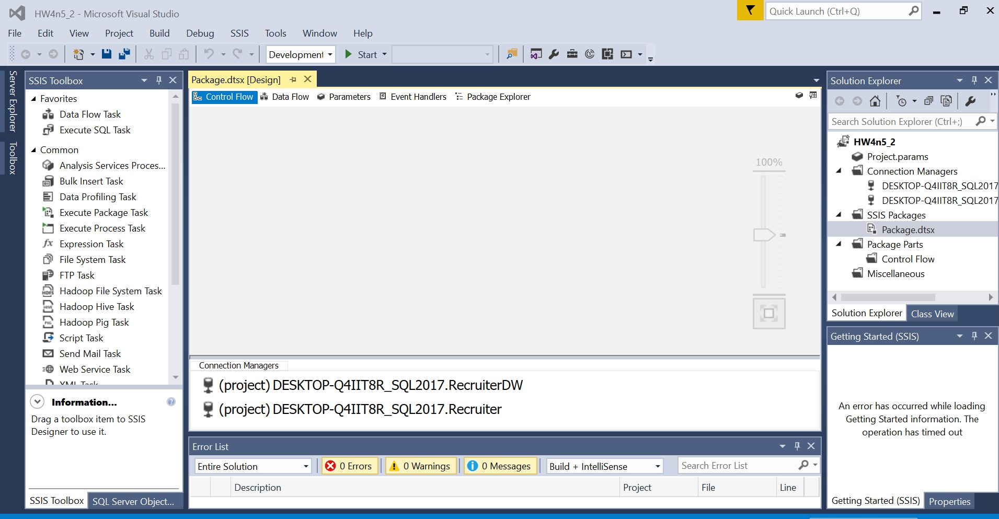 HW4n5_2 - Microsoft Visual Studio
Quick Launch (Ctrl+Q)
File Edit View Project Build Debug SSIS Tools Window Help
Development Start
Server Explorer
Toolbox
SSIS Toolbox
Favorites
Data Flow Task
Execute SQL Task
Common
Analysis Services Proces...
Bulk Insert Task
Data Profiling Task
Execute Package Task
Execute Process Task
Expression Task
File System Task
FTP Task
Hadoop File System Task
Hadoop Hive Task
Hadoop Pig Task
Script Task
Send Mail Task
Web Service Task
XML Task
Information...
Drag a toolbox item to SSIS
Designer to use it.
SSIS Toolbox SQL Server Object...
Package.dtsx [Design]
Control Flow Data Flow Parameters Event Handlers Package Explorer
100%
Connection Managers
(project) DESKTOP-Q4IIT8R_SQL2017.RecruiterDW
(project) DESKTOP-Q4IIT8R_SQL2017.Recruiter
Error List
Entire Solution 0 Errors 0 Warnings 0 Messages Build + IntelliSense Search Error List
Description Project File Line
Solution Explorer
Search Solution Explorer (Ctrl+;)
HW4n5_2
Project.params
Connection Managers
DESKTOP-Q4IIT8R_SQL2017
DESKTOP-Q4IIT8R_SQL2017
SSIS Packages
Package.dtsx
Package Parts
Control Flow
Miscellaneous
Solution Explorer Class View
Getting Started (SSIS)
An error has occurred while loading
Getting Started information. The
operation has timed out
Getting Started (SSIS) Properties